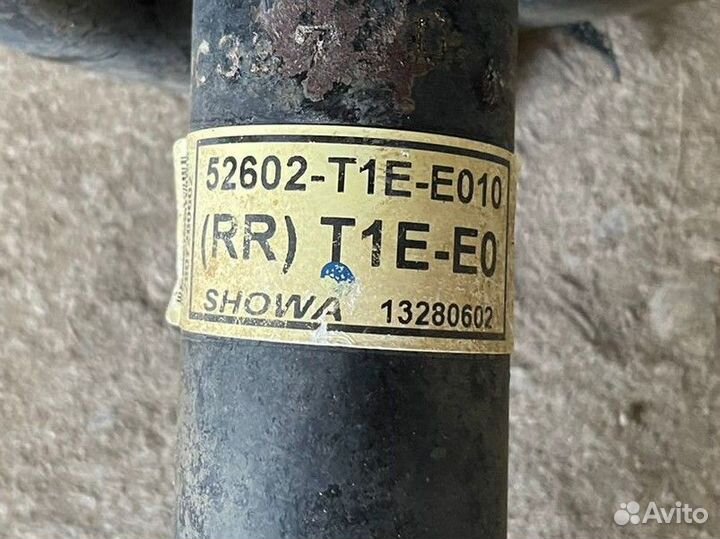 52602-T1E-E010
(RR) T1E-E0
SHOWA 13280602
Avito